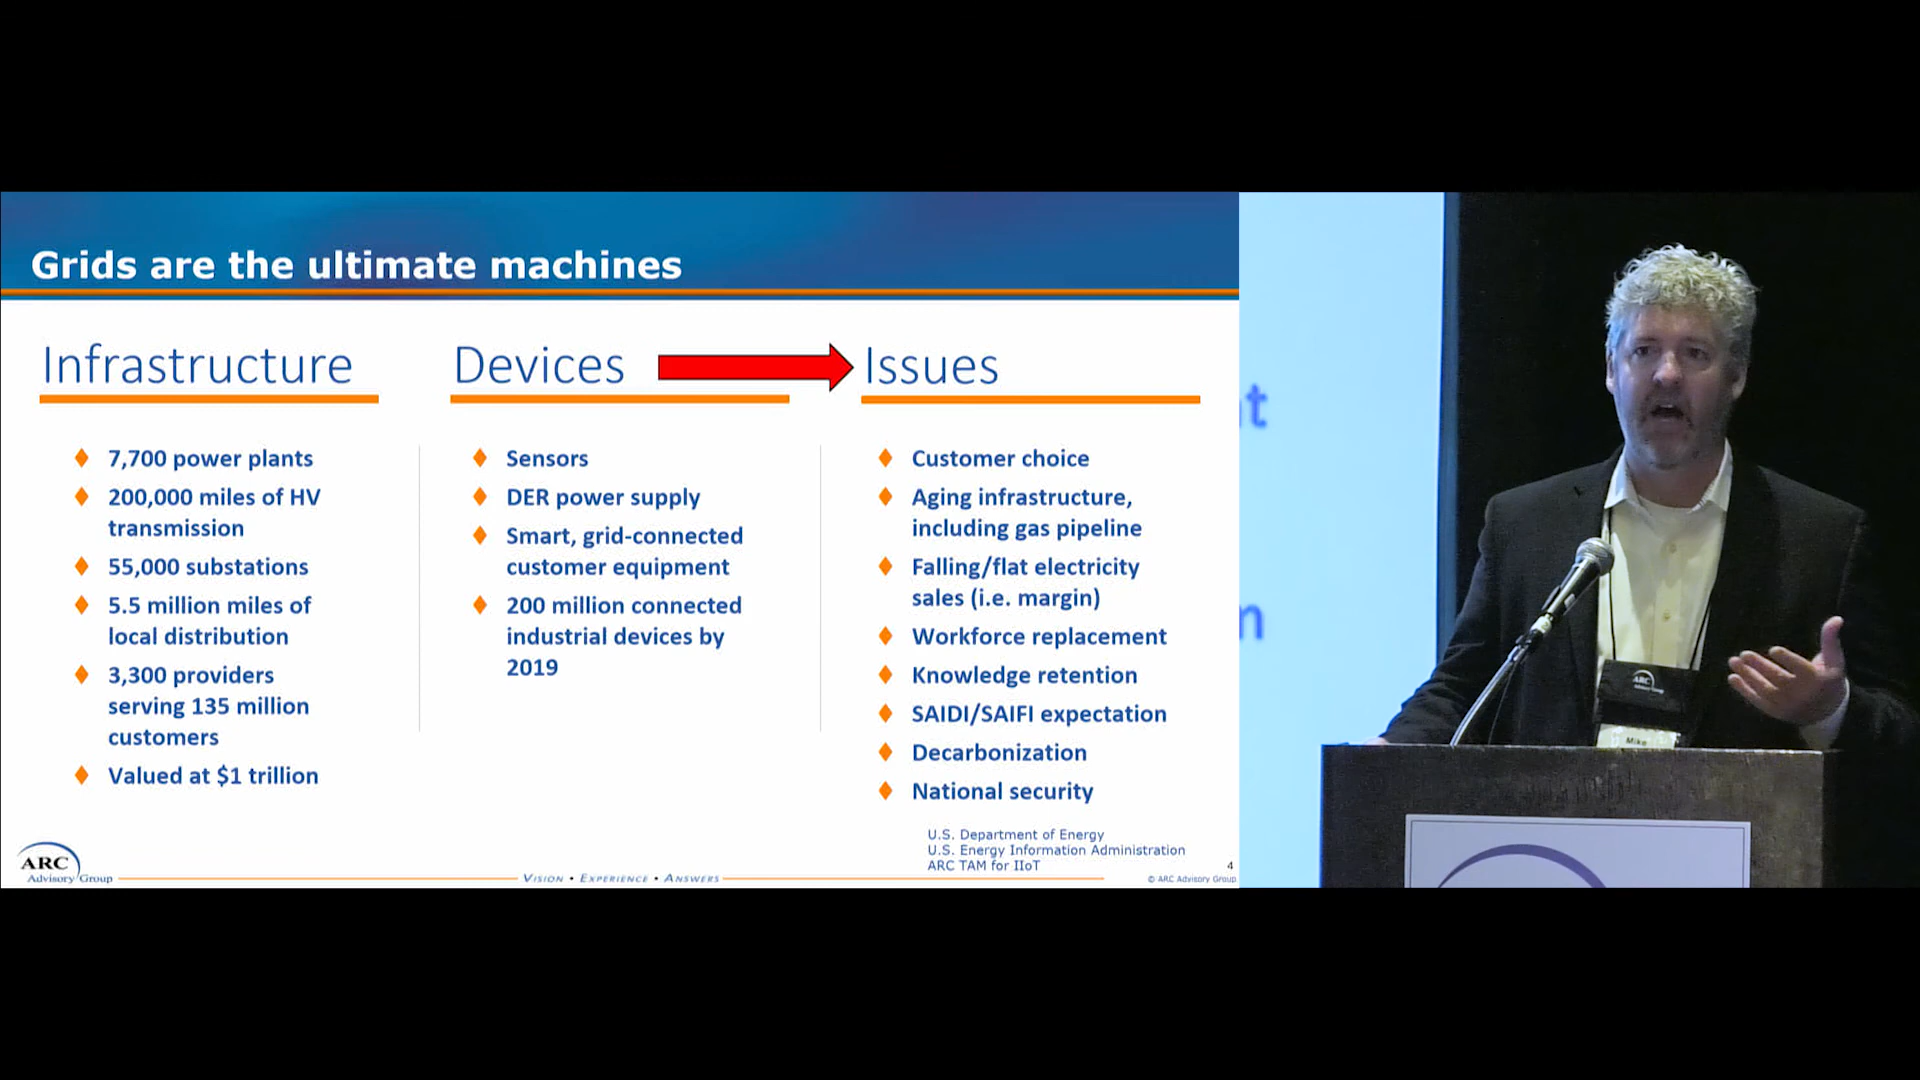 Grids are the ultimate machines
Infrastructure
7,700 power plants
200,000 miles of HV
transmission
55,000 substations
5.5 million miles of
local distribution
3,300 providers
serving 135 million
customers
Valued at $1 trillion
Devices
Sensors
DER power supply
Smart, grid-connected
customer equipment
200 million connected
industrial devices by
2019
Issues
Customer choice
Aging infrastructure,
including gas pipeline
Falling/flat electricity
sales (i.e. margin)
Workforce replacement
Knowledge retention
SAIDI/SAIFI expectation
Decarbonization
National security
U.S. Department of Energy
U.S. Energy Information Administration
ARC TAM for IIoT
4
ARC
Advisory Group
VISION • EXPERIENCE • ANSWERS
© ARC Advisory Group
t
m
ARC
Advisory Group
Mike